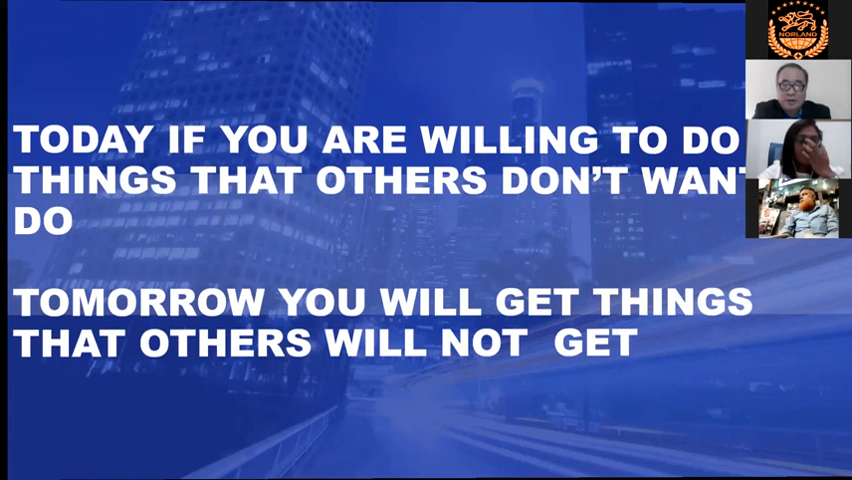 NORLAND
TODAY IF YOU ARE WILLING TO DO
THINGS THAT OTHERS DON’T WANT
DO
TOMORROW YOU WILL GET THINGS
THAT OTHERS WILL NOT GET